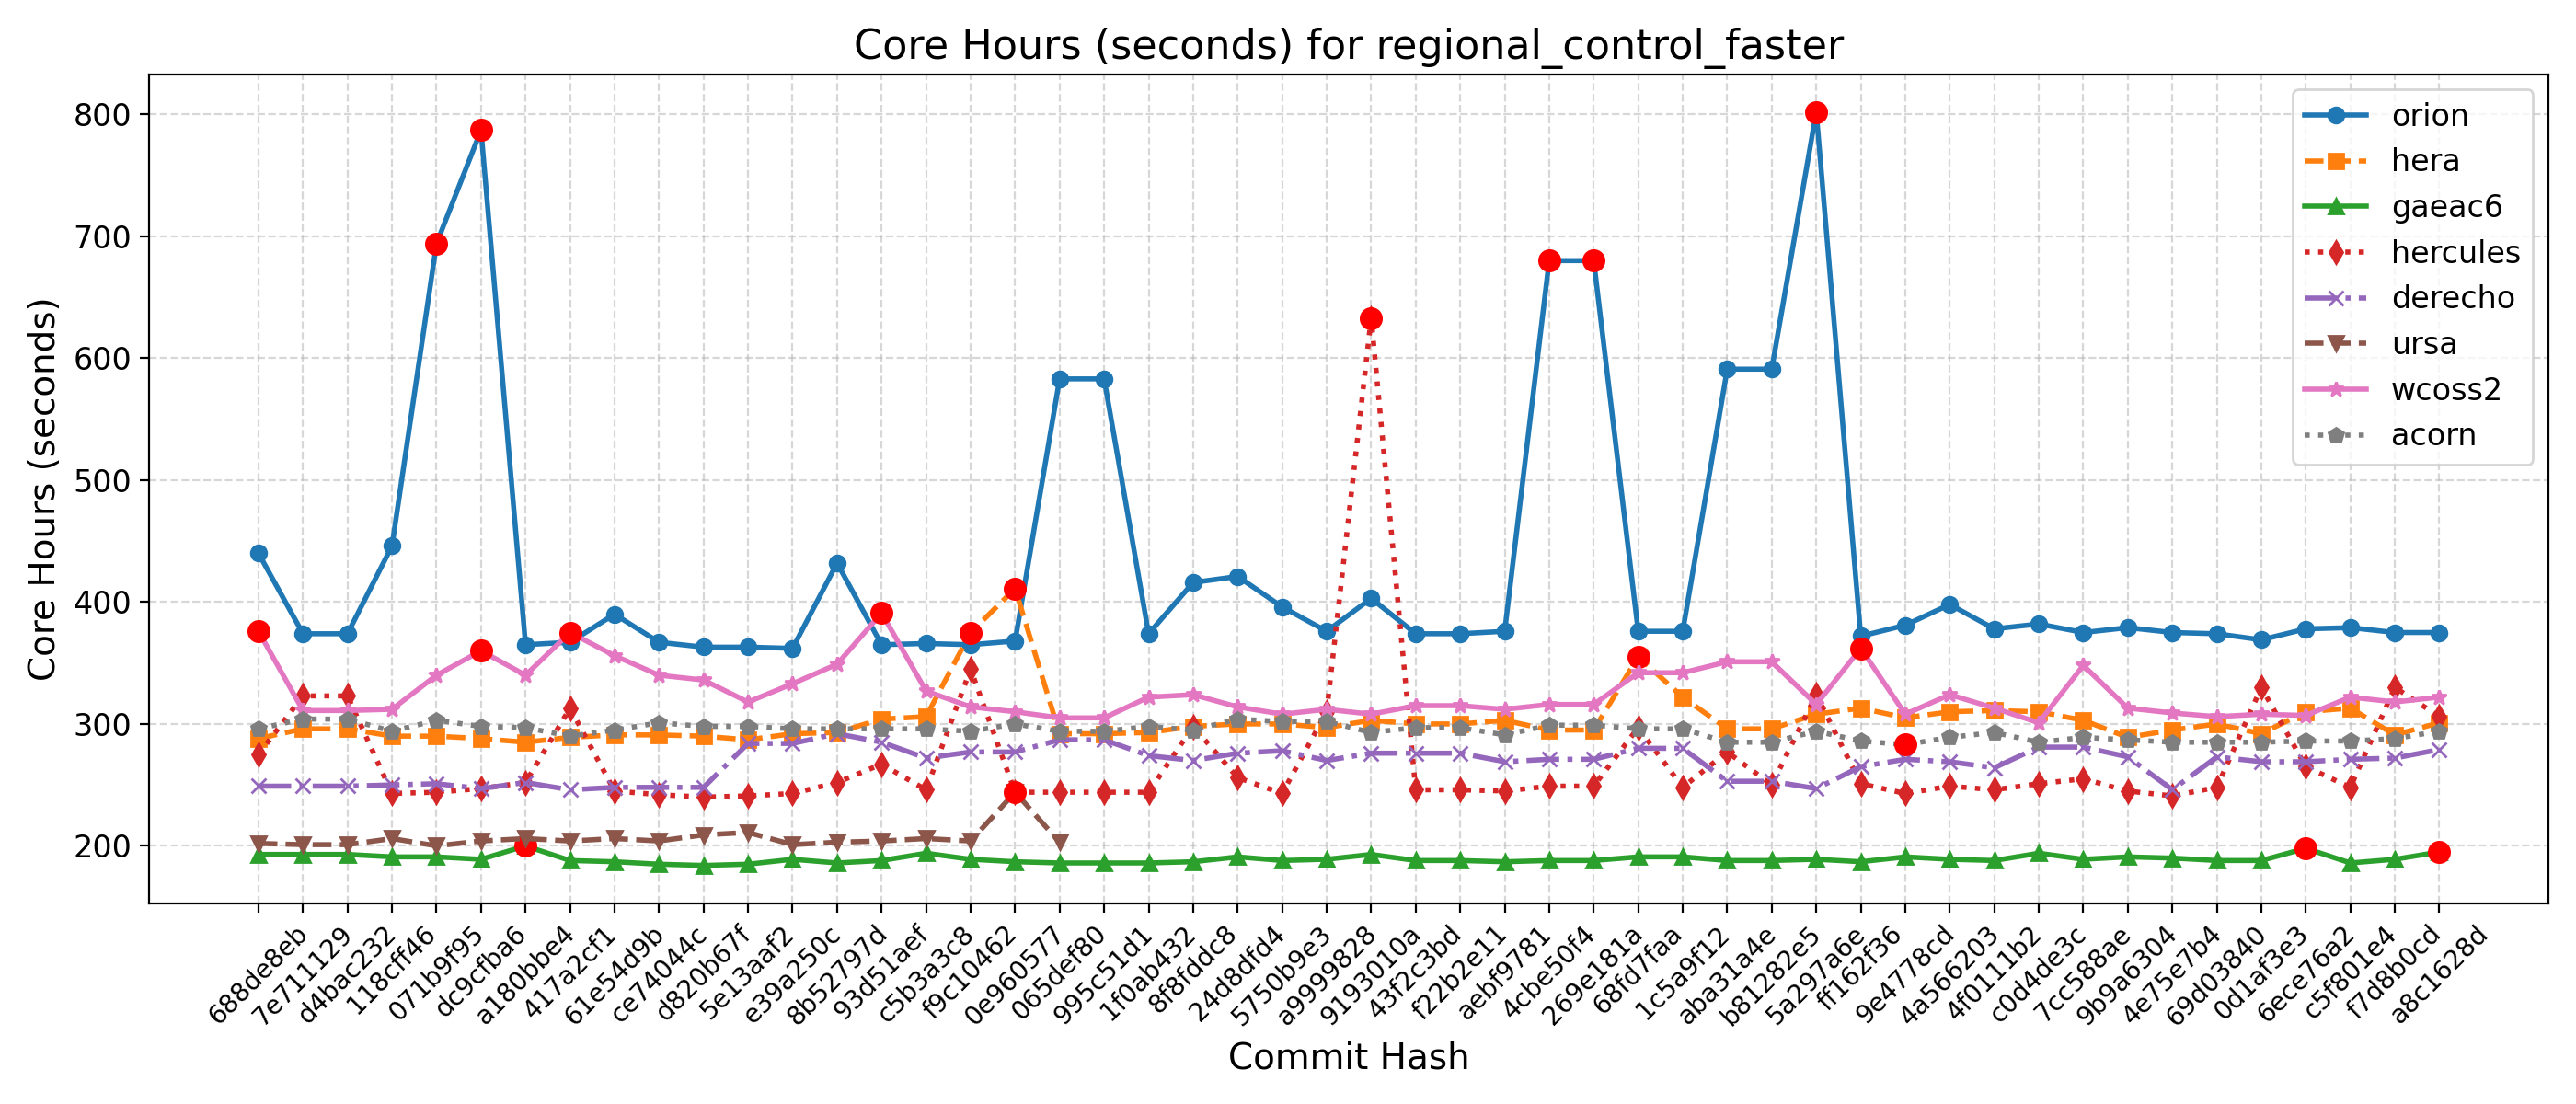 Core Hours (seconds) for regional_control_faster
Core Hours (seconds)
800
700
600
500
400
300
200
orion
hera
gaeac6
hercules
derecho
ursa
wcoss2
acorn
688de8eb
7e711129
d4bac232
118cff46
071b9f95
dc9cfba6
a180bbe4
417a2cf1
61e54d9b
ce74044c
d820b67f
5e13aaf2
e39a250c
8b52797d
93d51aef
c5b3a3c8
f9c10462
0e960577
065def80
995c51d1
1f0ab432
8f8fddc8
24d8dfd4
5750b9e3
a9999828
9193010a
43f2c3bd
f22b2e11
aebf9781
4cbe50f4
269e181a
68fd7faa
1c5a9f12
aba31a4e
b81282e5
5a297a6e
ff162f36
9e4778cd
4a566203
4f0111b2
c0d4de3c
7cc588ae
9b9a6304
4e75e7b4
69d03840
0d1af3e3
6ece76a2
c5f801e4
f7d8b0cd
a8c1628d
Commit Hash